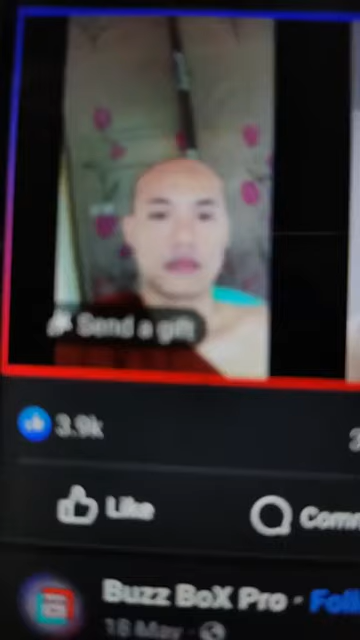 Send a gift
3.9k
Like
Buzz BoX Pro ·
18 May ·